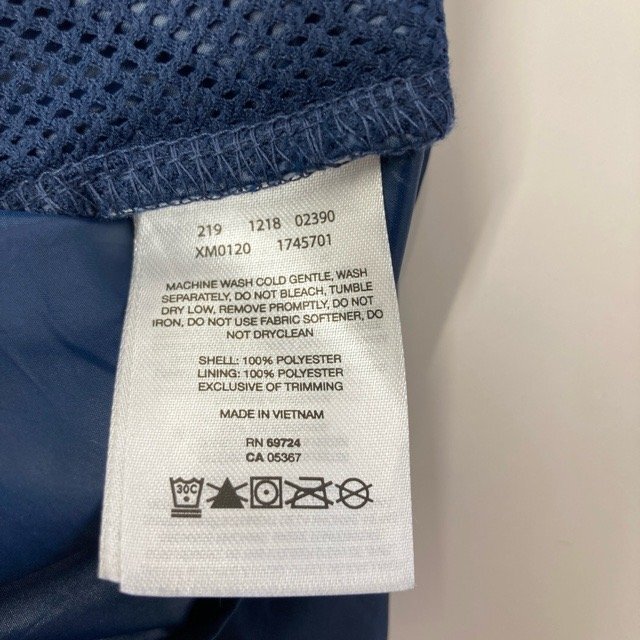 219 1218 02390
XM0120 1745701
MACHINE WASH COLD GENTLE, WASH
SEPARATELY, DO NOT BLEACH, TUMBLE
DRY LOW, REMOVE PROMPTLY, DO NOT
IRON, DO NOT USE FABRIC SOFTENER, DO
NOT DRYCLEAN
SHELL: 100% POLYESTER
LINING: 100% POLYESTER
EXCLUSIVE OF TRIMMING
MADE IN VIETNAM
RN 69724
CA 05367
30C